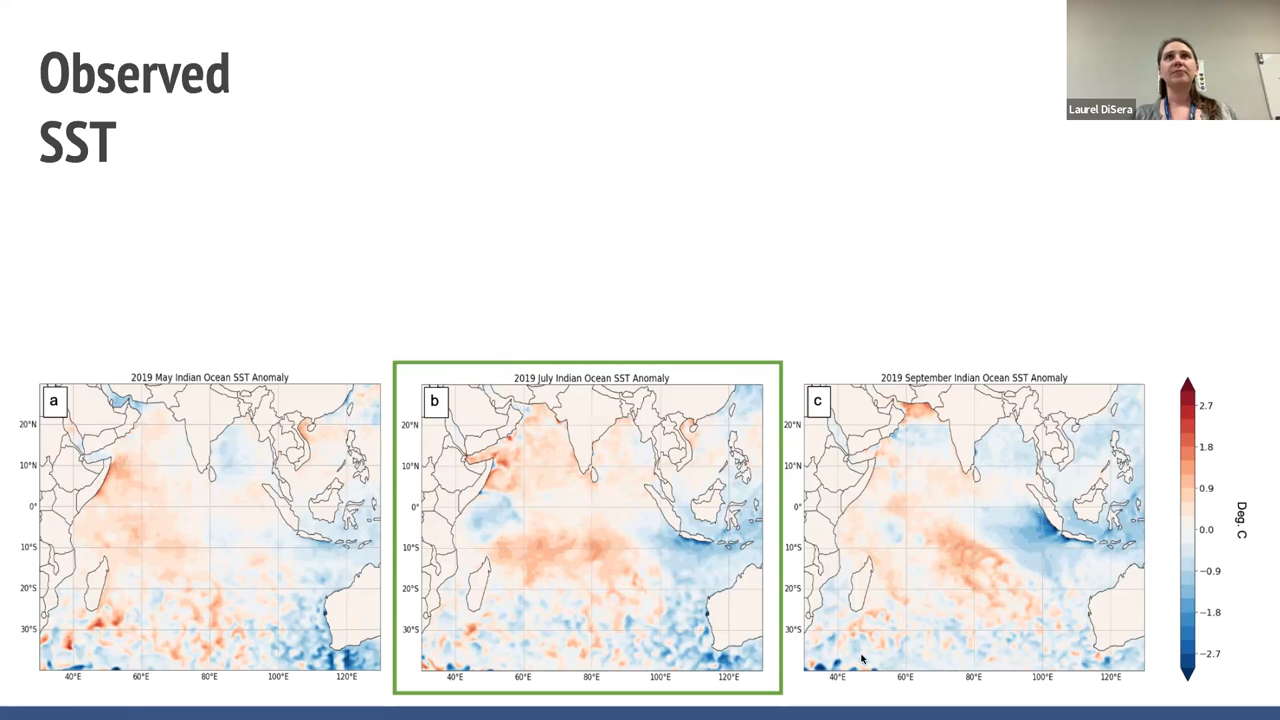 Observed
SST
Laurel DiSera
2019 May Indian Ocean SST Anomaly
a
20°N
10°N
0°
10°S
20°S
30°S
40°E
60°E
80°E
100°E
120°E
2019 July Indian Ocean SST Anomaly
b
20°N
10°N
0°
10°S
20°S
30°S
40°E
60°E
80°E
100°E
120°E
2019 September Indian Ocean SST Anomaly
c
20°N
10°N
0°
10°S
20°S
30°S
40°E
60°E
80°E
100°E
120°E
2.7
1.8
0.9
0.0
−0.9
−1.8
−2.7
Deg. C